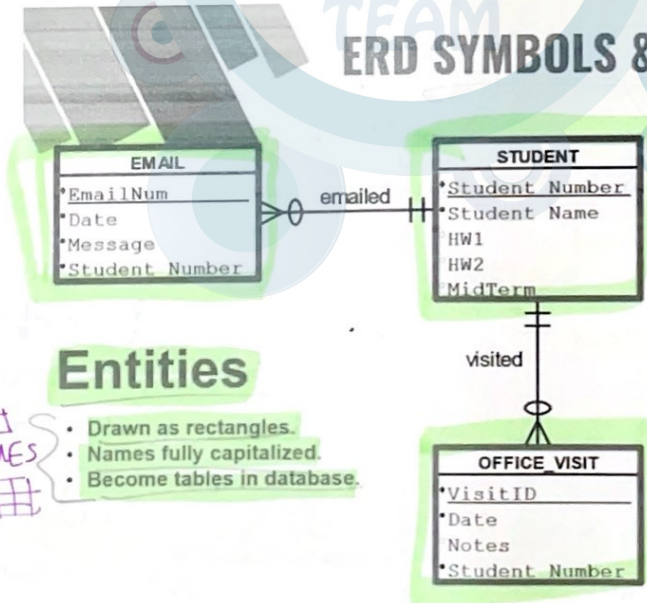 TEAM
ERD SYMBOLS &
EMAIL
*EmailNum
*Date
*Message
*Student Number
emailed
STUDENT
*Student Number
*Student Name
°HW1
°HW2
°MidTerm
visited
OFFICE_VISIT
*VisitID
*Date
°Notes
*Student Number
Entities
• Drawn as rectangles.
• Names fully capitalized.
• Become tables in database.